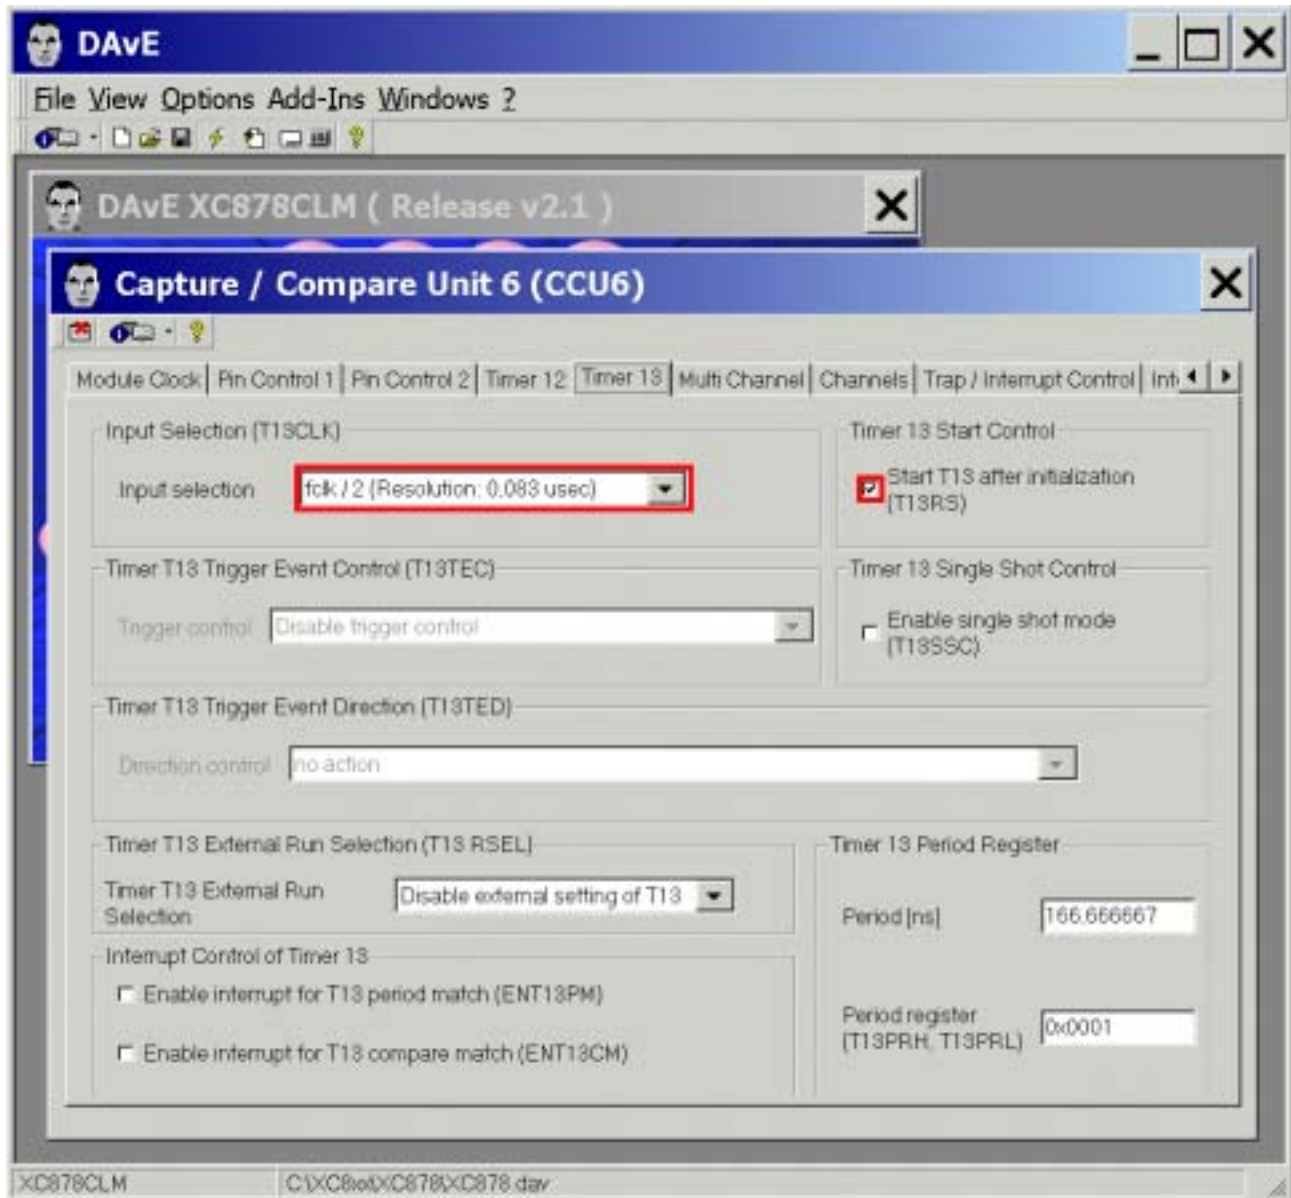 DAvE
File View Options Add-Ins Windows ?
DAvE XC878CLM ( Release v2.1 )
Capture / Compare Unit 6 (CCU6)
Module Clock Pin Control 1 Pin Control 2 Timer 12 Timer 13 Multi Channel Channels Trap / Interrupt Control Int
Input Selection (T13CLK)
Input selection fclk / 2 (Resolution: 0.083 usec)
Timer 13 Start Control
Start T13 after initialization
(T13RS)
Timer T13 Trigger Event Control (T13TEC)
Trigger control Disable trigger control
Timer 13 Single Shot Control
Enable single shot mode
(T13SSC)
Timer T13 Trigger Event Direction (T13TED)
Direction control no action
Timer T13 External Run Selection (T13 RSEL)
Timer T13 External Run
Selection
Disable external setting of T13
Timer 13 Period Register
Period [ns] 166.666667
Period register
(T13PRH, T13PRL)
0x0001
Interrupt Control of Timer 13
Enable interrupt for T13 period match (ENT13PM)
Enable interrupt for T13 compare match (ENT13CM)
XC878CLM